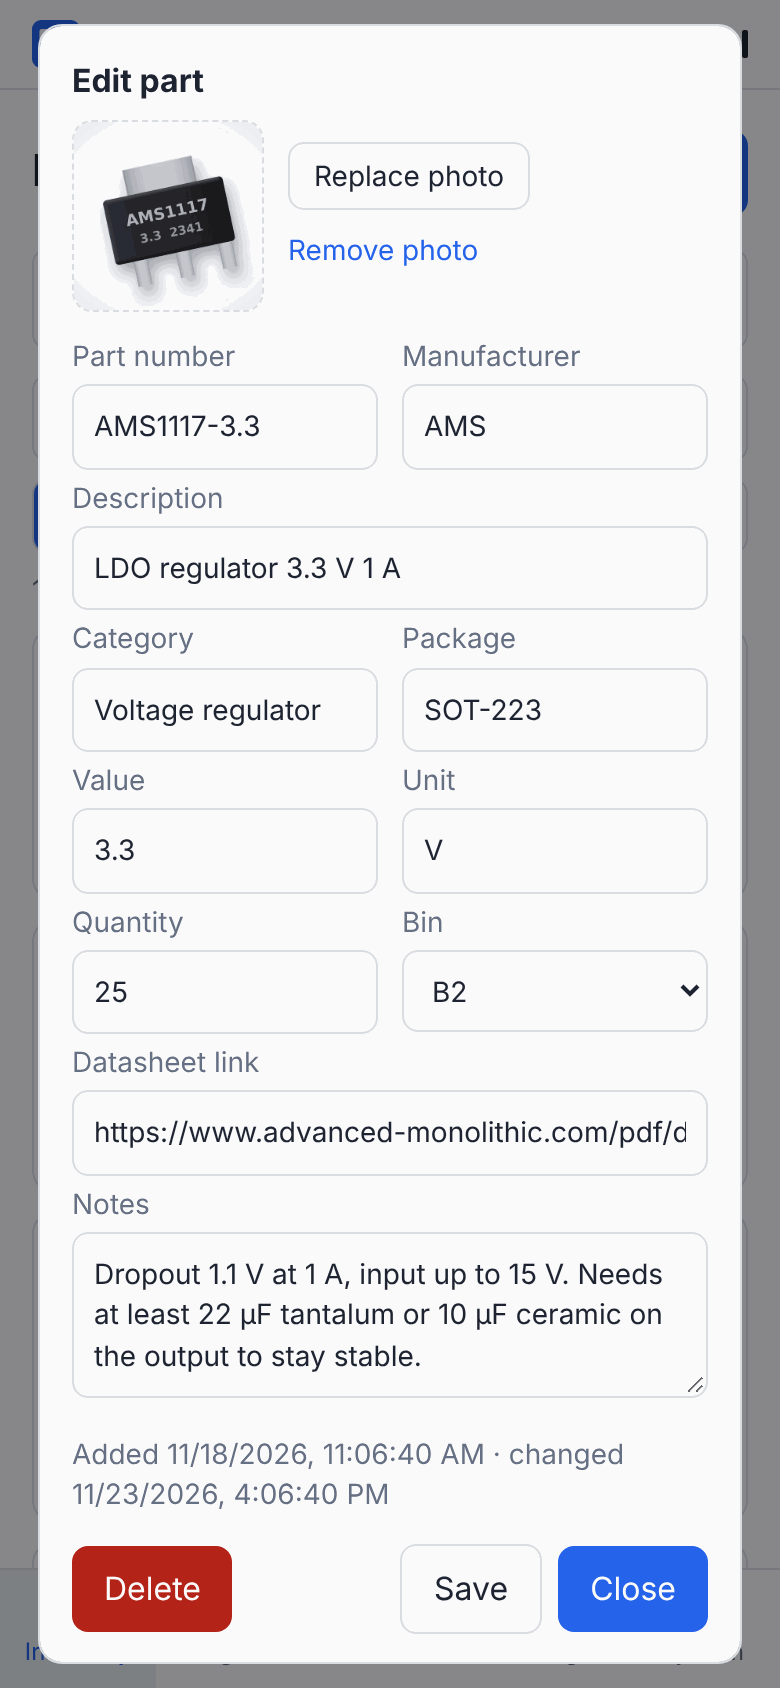 Edit part
AMS1117
3.3 2341
Replace photo
Remove photo
Part number
Manufacturer
AMS1117-3.3
AMS
Description
LDO regulator 3.3 V 1 A
Category
Package
Voltage regulator
SOT-223
Value
Unit
3.3
V
Quantity
Bin
25
B2
Datasheet link
https://www.advanced-monolithic.com/pdf/d
Notes
Dropout 1.1 V at 1 A, input up to 15 V. Needs
at least 22 µF tantalum or 10 µF ceramic on
the output to stay stable.
Added 11/18/2026, 11:06:40 AM · changed
11/23/2026, 4:06:40 PM
Delete
Save
Close